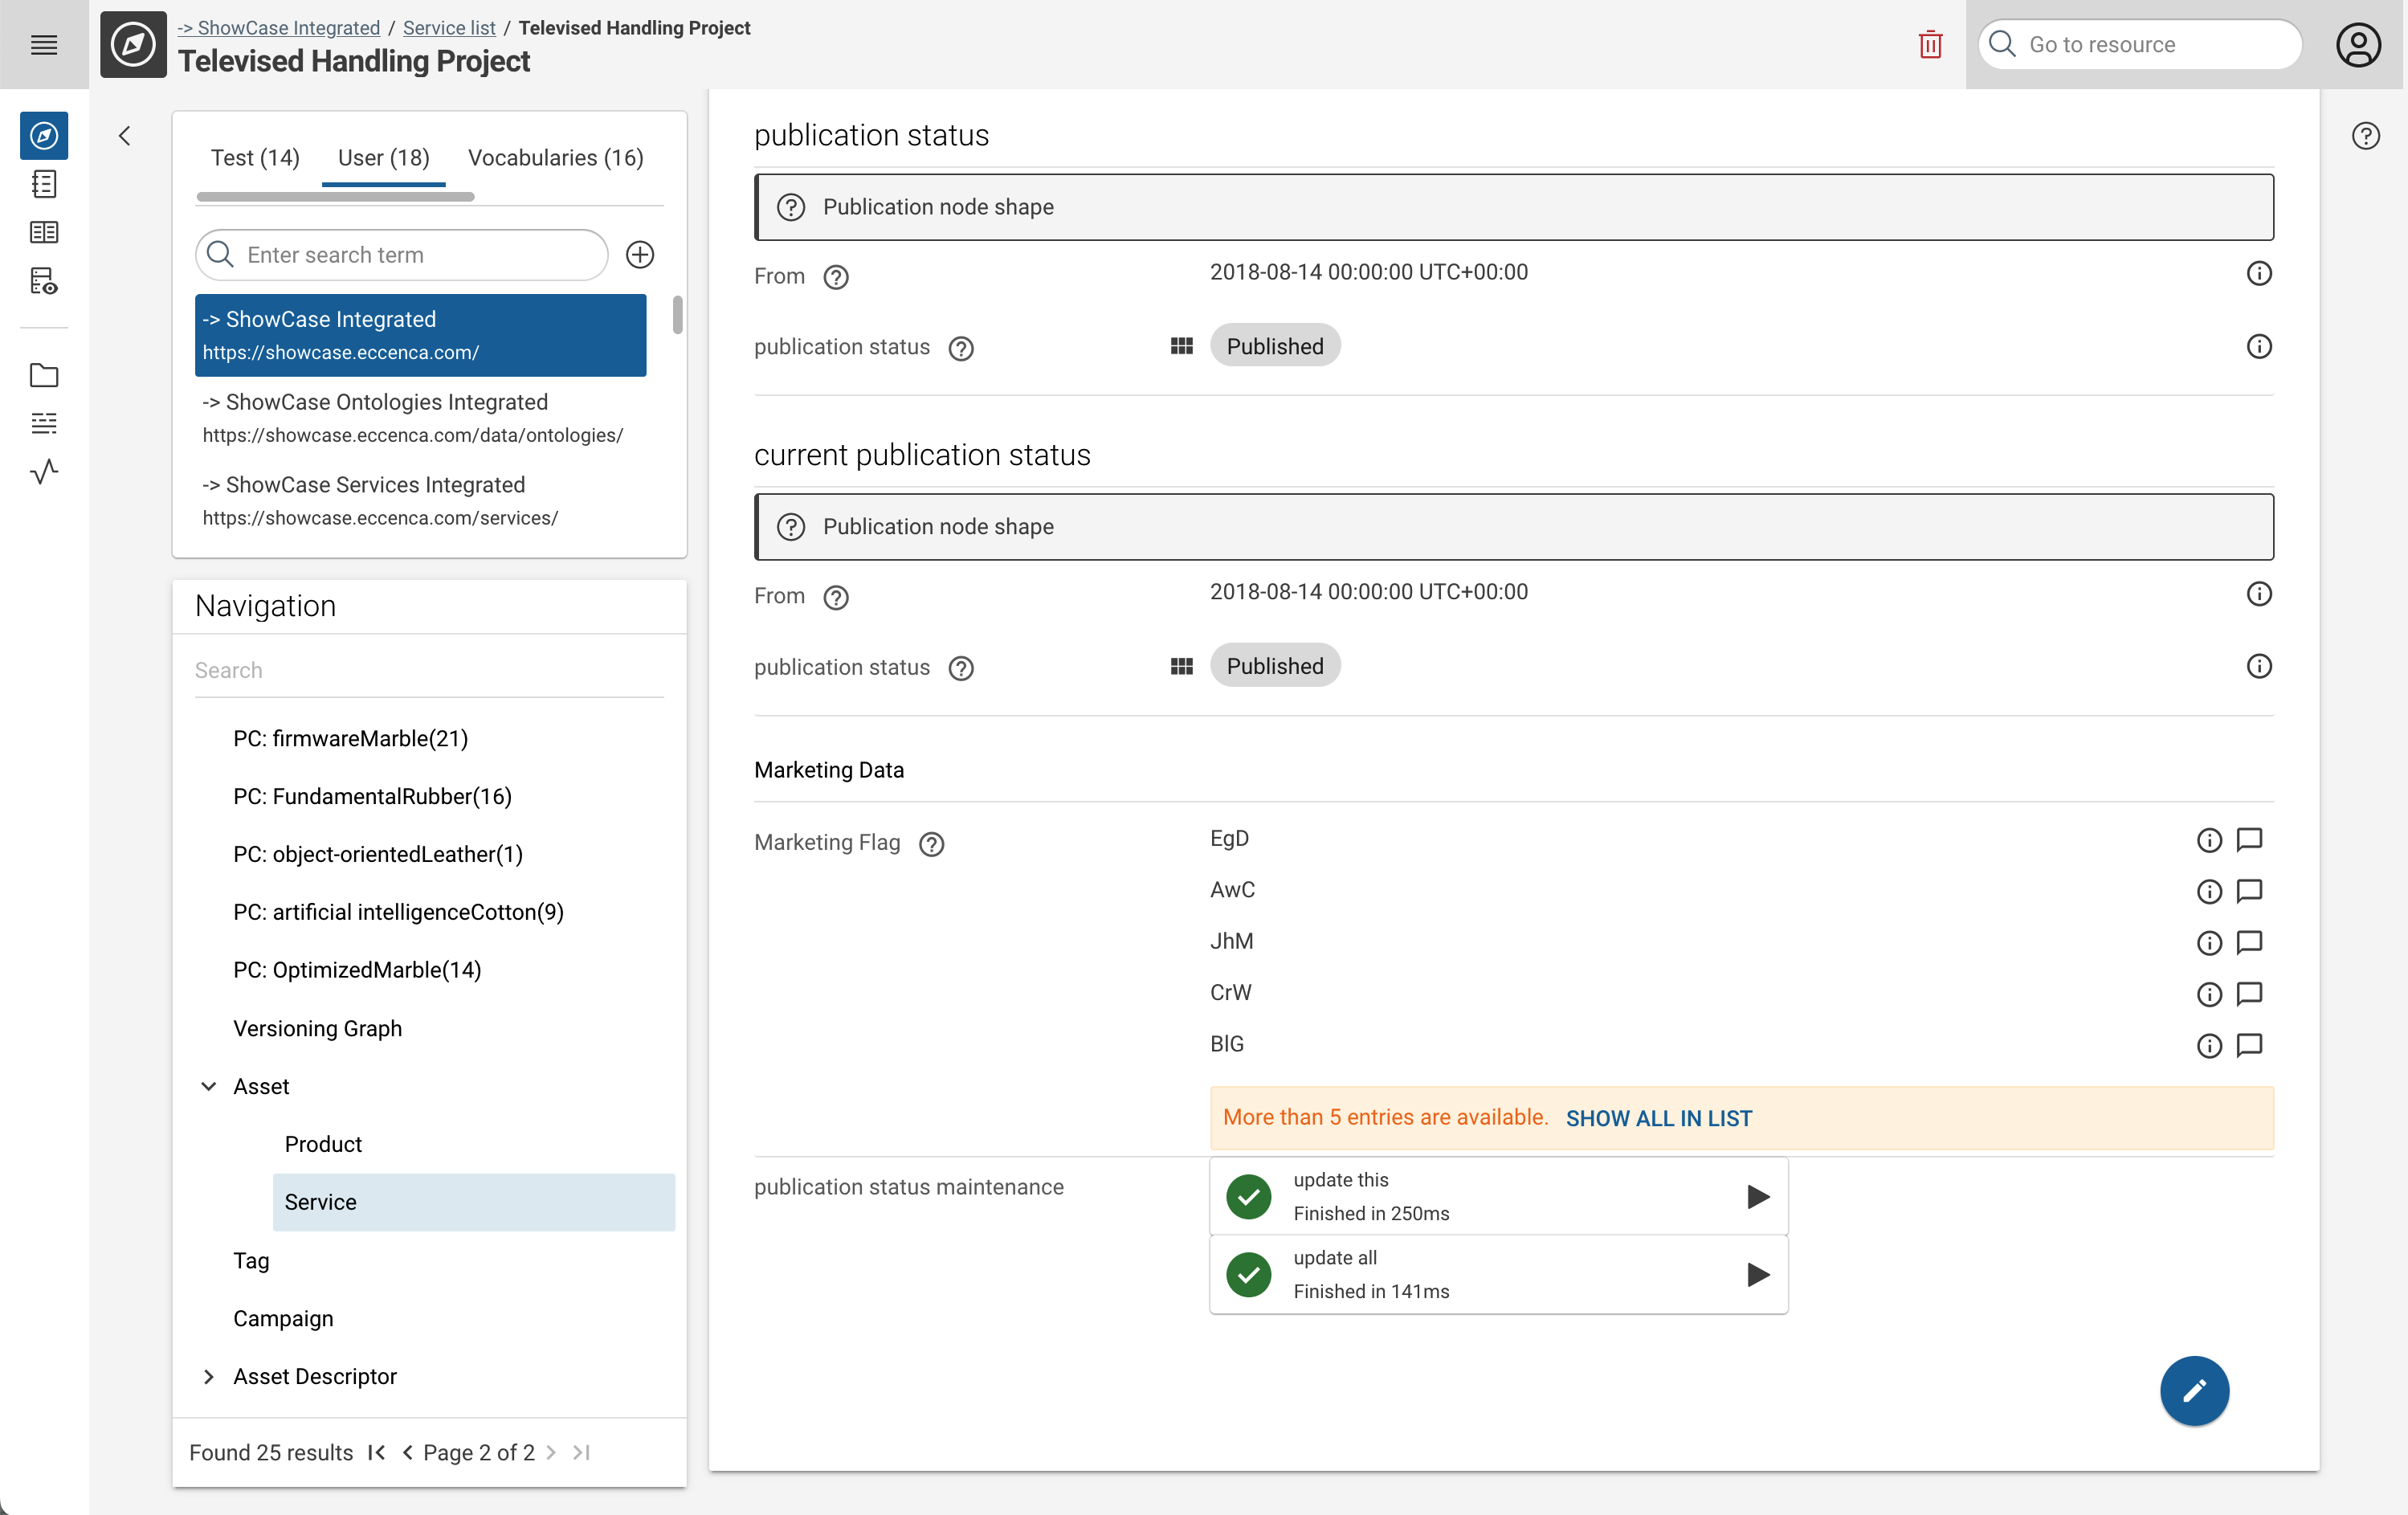 -> ShowCase Integrated / Service list / Televised Handling Project
Televised Handling Project
Go to resource
Test (14) User (18) Vocabularies (16)
Enter search term
-> ShowCase Integrated
https://showcase.eccenca.com/
-> ShowCase Ontologies Integrated
https://showcase.eccenca.com/data/ontologies/
-> ShowCase Services Integrated
https://showcase.eccenca.com/services/
Navigation
Search
PC: firmwareMarble(21)
PC: FundamentalRubber(16)
PC: object-orientedLeather(1)
PC: artificial intelligenceCotton(9)
PC: OptimizedMarble(14)
Versioning Graph
Asset
Product
Service
Tag
Campaign
Asset Descriptor
Found 25 results Page 2 of 2
publication status
Publication node shape
From 2018-08-14 00:00:00 UTC+00:00
publication status Published
current publication status
Publication node shape
From 2018-08-14 00:00:00 UTC+00:00
publication status Published
Marketing Data
Marketing Flag EgD
AwC
JhM
CrW
BlG
More than 5 entries are available. SHOW ALL IN LIST
publication status maintenance
update this
Finished in 250ms
update all
Finished in 141ms